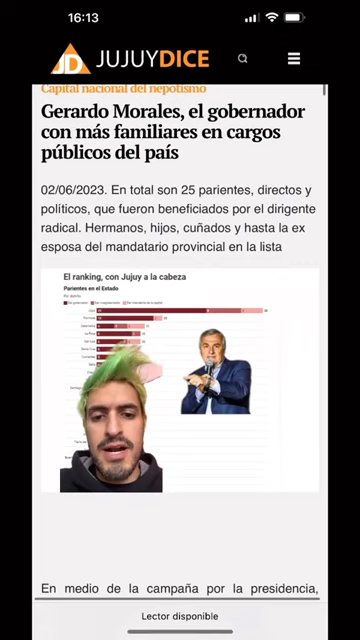 16:13
JUJUYDICE
Capital nacional del nepotismo
Gerardo Morales, el gobernador
con más familiares en cargos
públicos del país
02/06/2023. En total son 25 parientes, directos y
políticos, que fueron beneficiados por el dirigente
radical. Hermanos, hijos, cuñados y hasta la ex
esposa del mandatario provincial en la lista
El ranking, con Jujuy a la cabeza
Parientes en el Estado
En medio de la campaña por la presidencia,
Lector disponible